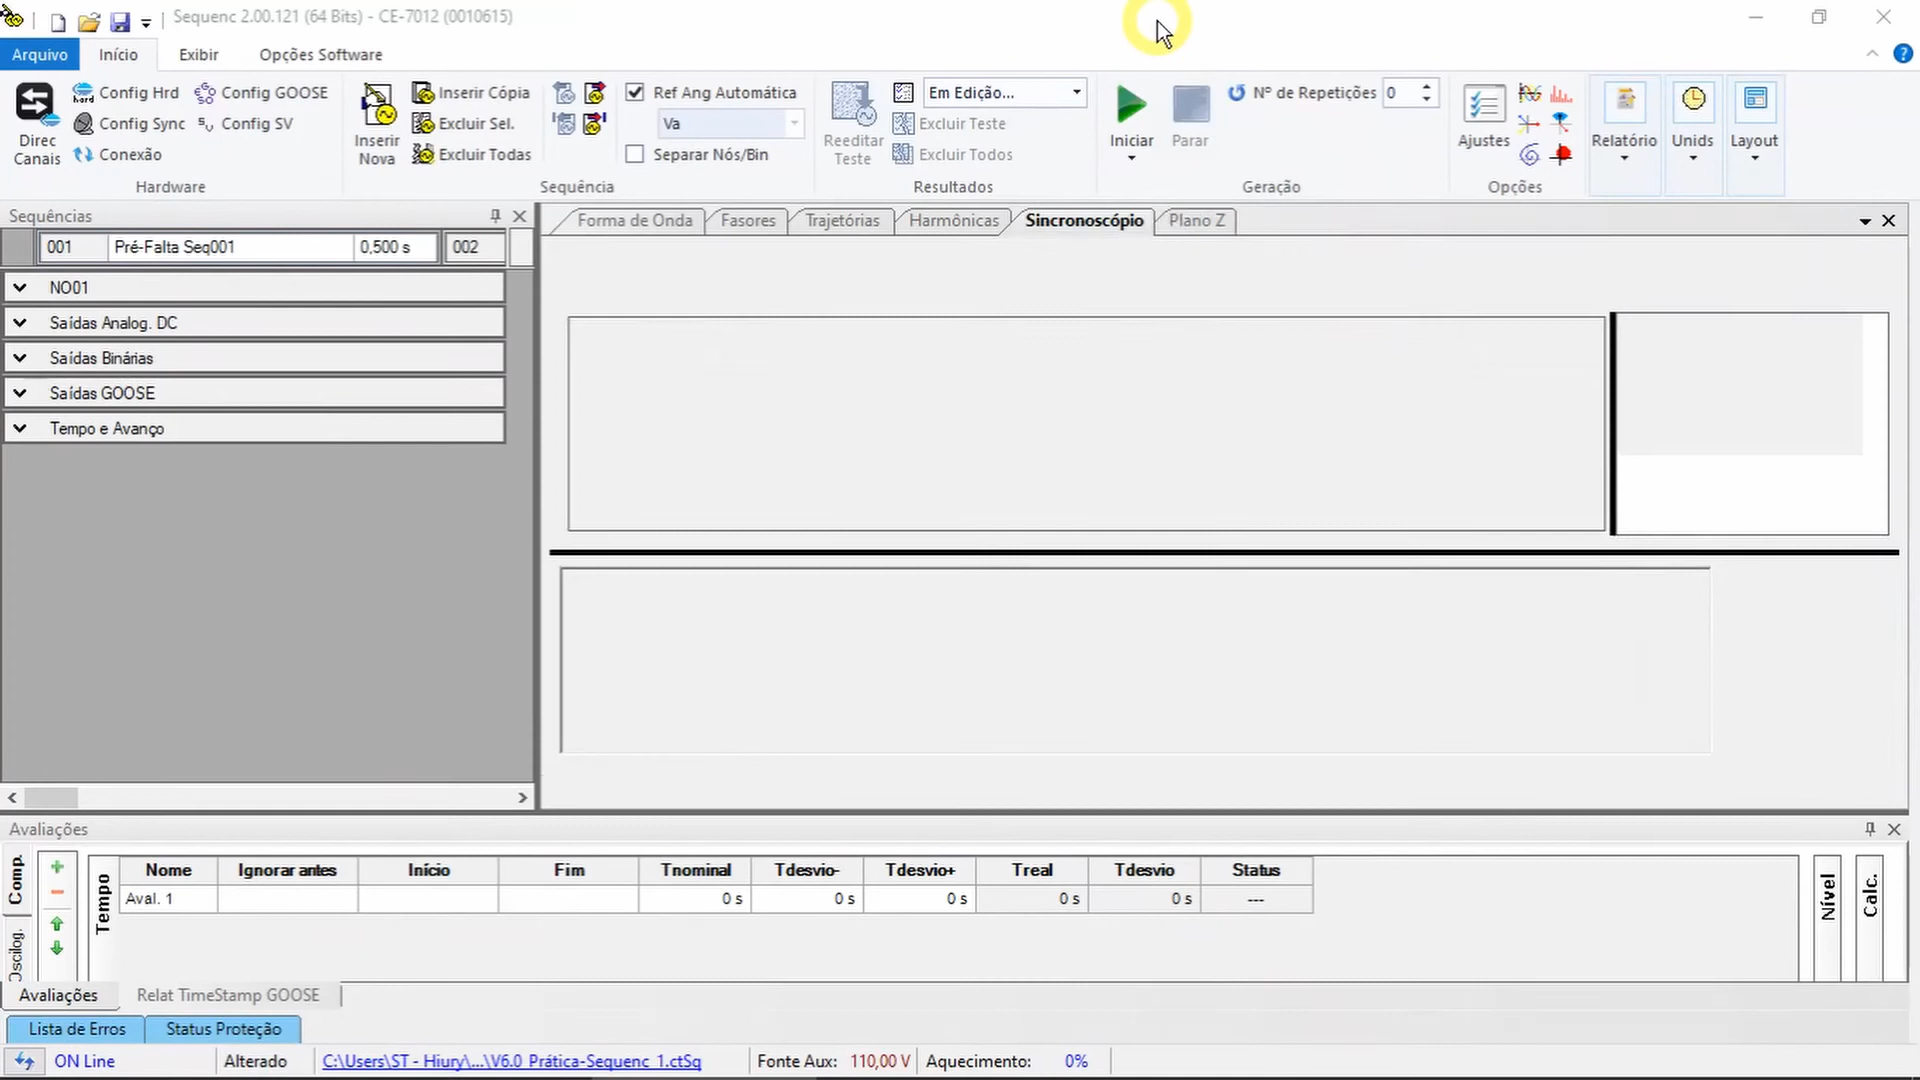 Sequenc 2.00.121 (64 Bits) - CE-7012 (0010615)
Arquivo Início Exibir Opções Software
Direc Canais
Config Hrd Config GOOSE
Config Sync Config SV
Conexão
Hardware
Inserir Nova
Inserir Cópia
Excluir Sel.
Excluir Todas
Ref Ang Automática
Va
Separar Nós/Bin
Sequência
Reeditar Teste
Em Edição...
Excluir Teste
Excluir Todos
Resultados
Iniciar Parar
Nº de Repetições 0
Geração
Ajustes
Opções
Relatório
Unids
Layout
Sequências
001 Pré-Falta Seq001 0,500 s 002
NO01
Saídas Analog. DC
Saídas Binárias
Saídas GOOSE
Tempo e Avanço
Forma de Onda Fasores Trajetórias Harmônicas Sincroscópio Plano Z
Avaliações
Comp.
Oscilog.
Tempo
Nome Ignorar antes Início Fim Tnominal Tdesvio- Tdesvio+ Treal Tdesvio Status
Aval. 1 0 s 0 s 0 s 0 s 0 s ---
Nível
Calc.
Avaliações Relat TimeStamp GOOSE
Lista de Erros Status Proteção
ON Line Alterado C:\Users\ST - Hiury\...\V6.0 Prática-Sequenc 1.ctSq Fonte Aux: 110,00 V Aquecimento: 0%